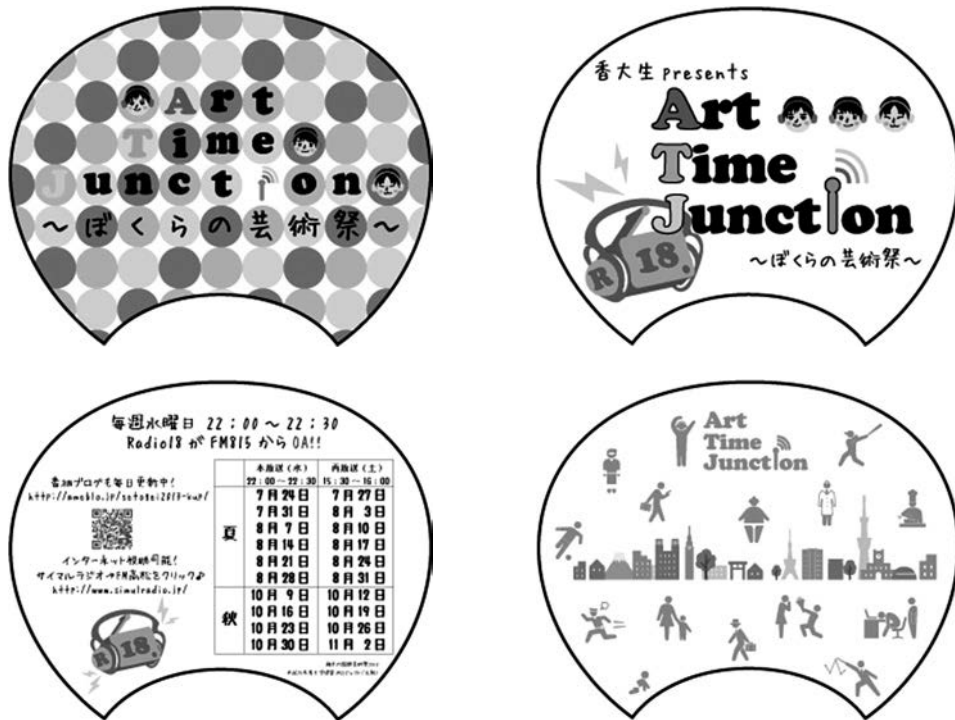 Art
Time
Junction
～ぼくらの芸術祭～
香大生 presents
Art
Time
Junction
R 18.
～ぼくらの芸術祭～
毎週水曜日 22：00～22：30
Radio18 が FM815 から OA!!
ブログも毎日更新中!
インターネット視聴可能!
サイマルラジオ→FM高松をクリック♪
http://www.simulradio.jp/
本放送（水） 再放送（土）
22：00～22：30 15：30～16：00
夏
7月24日 7月27日
7月31日 8月 3日
8月 7日 8月10日
8月14日 8月17日
8月21日 8月24日
8月28日 8月31日
秋
10月 9日 10月12日
10月16日 10月19日
10月23日 10月26日
10月30日 11月 2日
R 18.
Art
Time
Junction